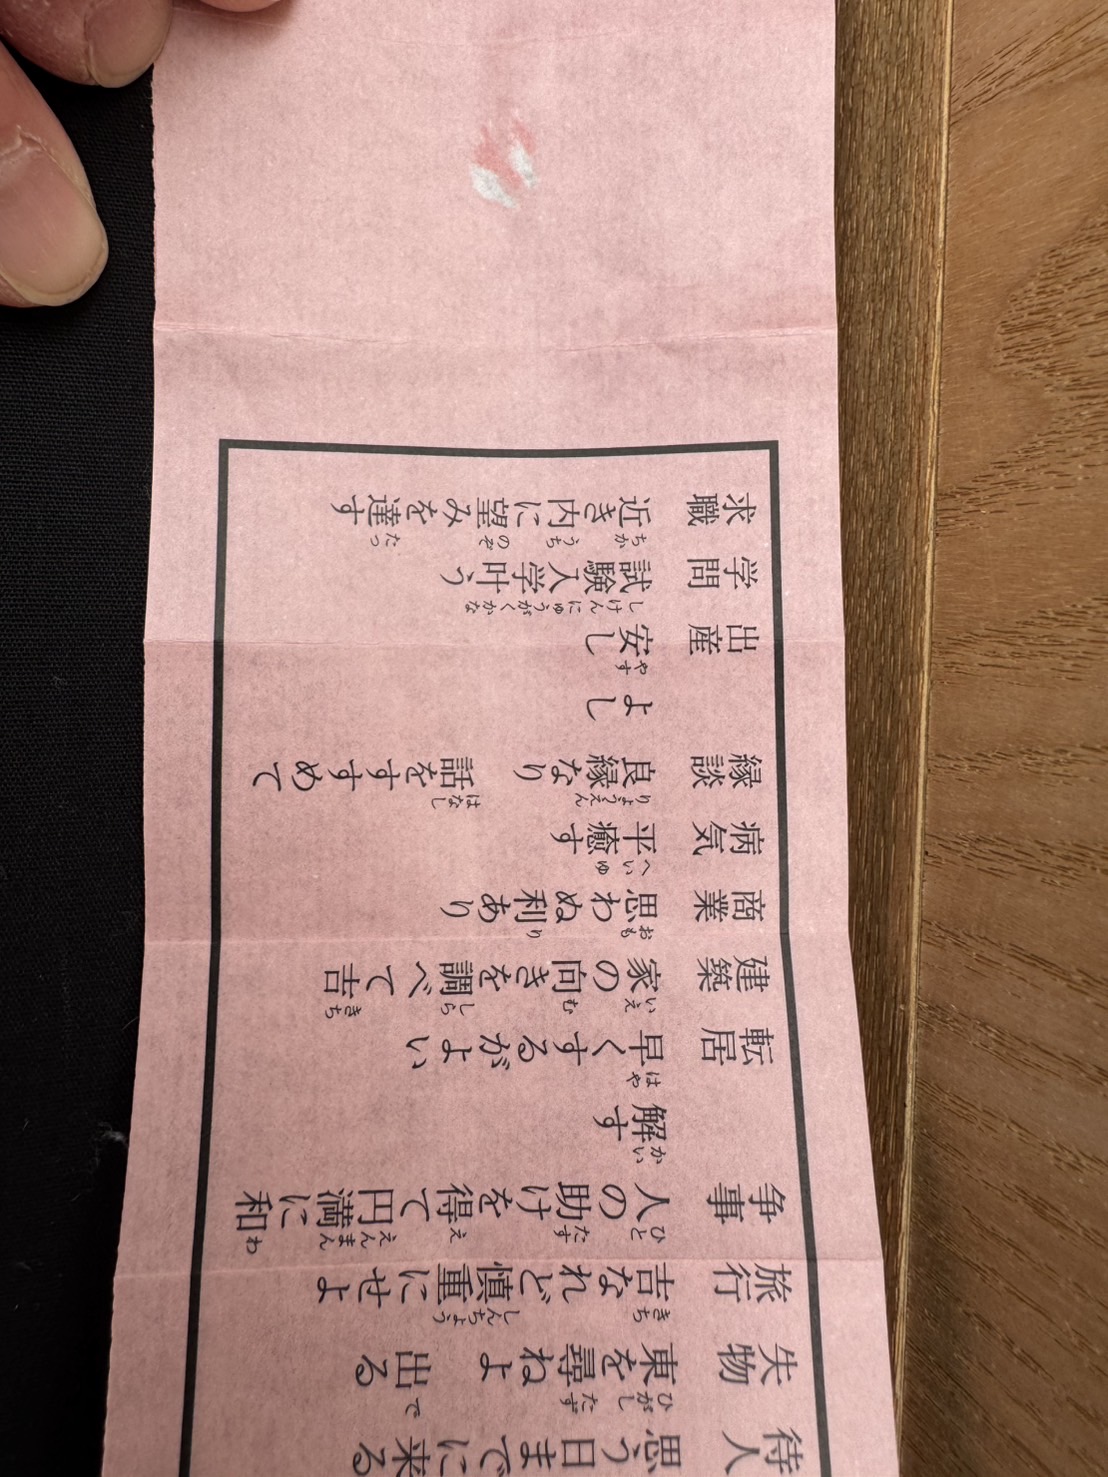 待人 思う日までに来る
失物 東を尋ねよ 出る
旅行 吉なれど慎重にせよ
争事 人の助けを得て円満に和
解す
転居 早くするがよい
建築 家の向きを調べて吉
商業 思わぬ利あり
病気 平癒す
縁談 良縁なり 話をすすめて
よし
出産 安し
学問 試験入学叶う
求職 近き内に望みを達す